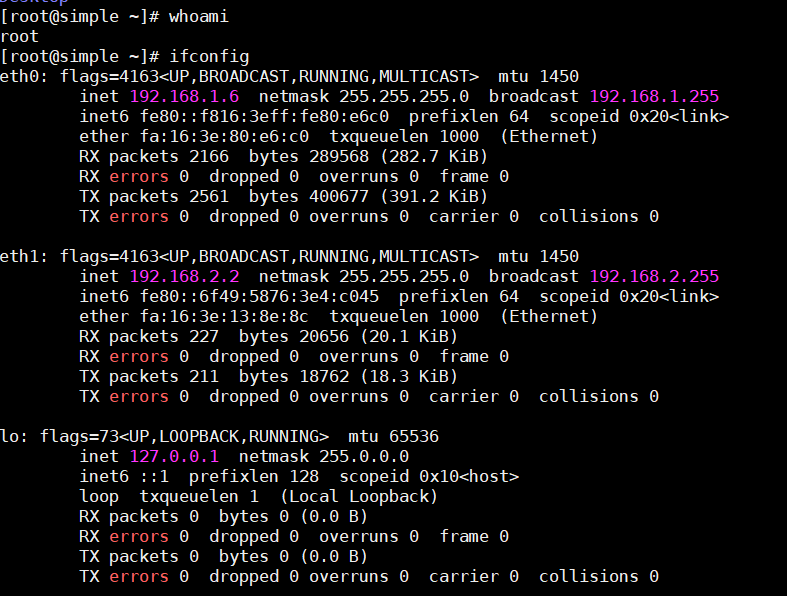 Desktop
[root@simple ~]# whoami
root
[root@simple ~]# ifconfig
eth0: flags=4163<UP,BROADCAST,RUNNING,MULTICAST>  mtu 1450
        inet 192.168.1.6  netmask 255.255.255.0  broadcast 192.168.1.255
        inet6 fe80::f816:3eff:fe80:e6c0  prefixlen 64  scopeid 0x20<link>
        ether fa:16:3e:80:e6:c0  txqueuelen 1000  (Ethernet)
        RX packets 2166  bytes 289568 (282.7 KiB)
        RX errors 0  dropped 0  overruns 0  frame 0
        TX packets 2561  bytes 400677 (391.2 KiB)
        TX errors 0  dropped 0 overruns 0  carrier 0  collisions 0

eth1: flags=4163<UP,BROADCAST,RUNNING,MULTICAST>  mtu 1450
        inet 192.168.2.2  netmask 255.255.255.0  broadcast 192.168.2.255
        inet6 fe80::6f49:5876:3e4:c045  prefixlen 64  scopeid 0x20<link>
        ether fa:16:3e:13:8e:8c  txqueuelen 1000  (Ethernet)
        RX packets 227  bytes 20656 (20.1 KiB)
        RX errors 0  dropped 0  overruns 0  frame 0
        TX packets 211  bytes 18762 (18.3 KiB)
        TX errors 0  dropped 0 overruns 0  carrier 0  collisions 0

lo: flags=73<UP,LOOPBACK,RUNNING>  mtu 65536
        inet 127.0.0.1  netmask 255.0.0.0
        inet6 ::1  prefixlen 128  scopeid 0x10<host>
        loop  txqueuelen 1  (Local Loopback)
        RX packets 0  bytes 0 (0.0 B)
        RX errors 0  dropped 0  overruns 0  frame 0
        TX packets 0  bytes 0 (0.0 B)
        TX errors 0  dropped 0 overruns 0  carrier 0  collisions 0